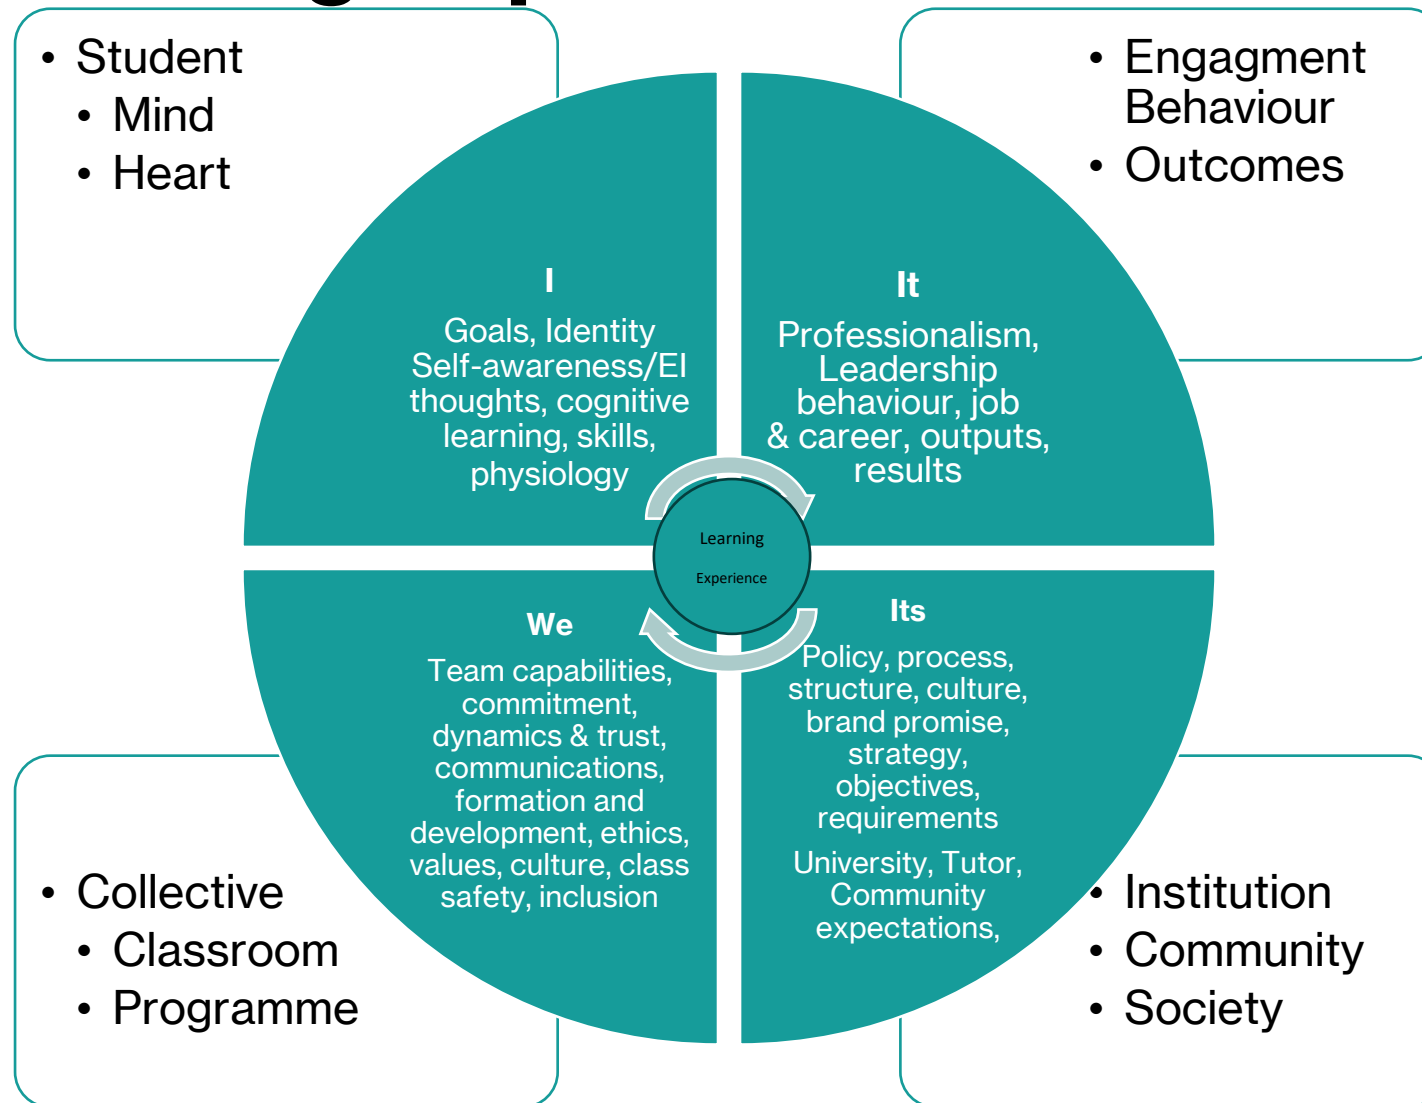 • Student
• Mind
• Heart
• Engagment
Behaviour
• Outcomes
I
Goals, Identity
Self-awareness/EI
thoughts, cognitive
learning, skills,
physiology
It
Professionalism,
Leadership
behaviour, job
& career, outputs,
results
Learning
Experience
We
Team capabilities,
commitment,
dynamics & trust,
communications,
formation and
development, ethics,
values, culture, class
safety, inclusion
Its
Policy, process,
structure, culture,
brand promise,
strategy,
objectives,
requirements
University, Tutor,
Community
expectations,
• Collective
• Classroom
• Programme
• Institution
• Community
• Society